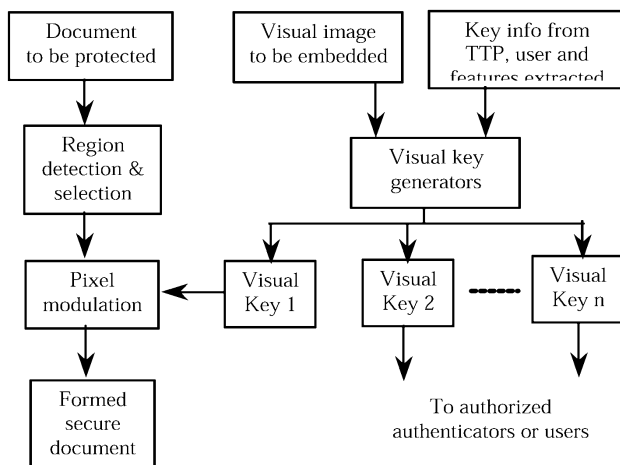 Document
to be protected
Visual image
to be embedded
Key info from
TTP, user and
features extracted
Region
detection &
selection
Visual key
generators
Pixel
modulation
Visual
Key 1
Visual
Key 2
Visual
Key n
Formed
secure
document
To authorized
authenticators or users